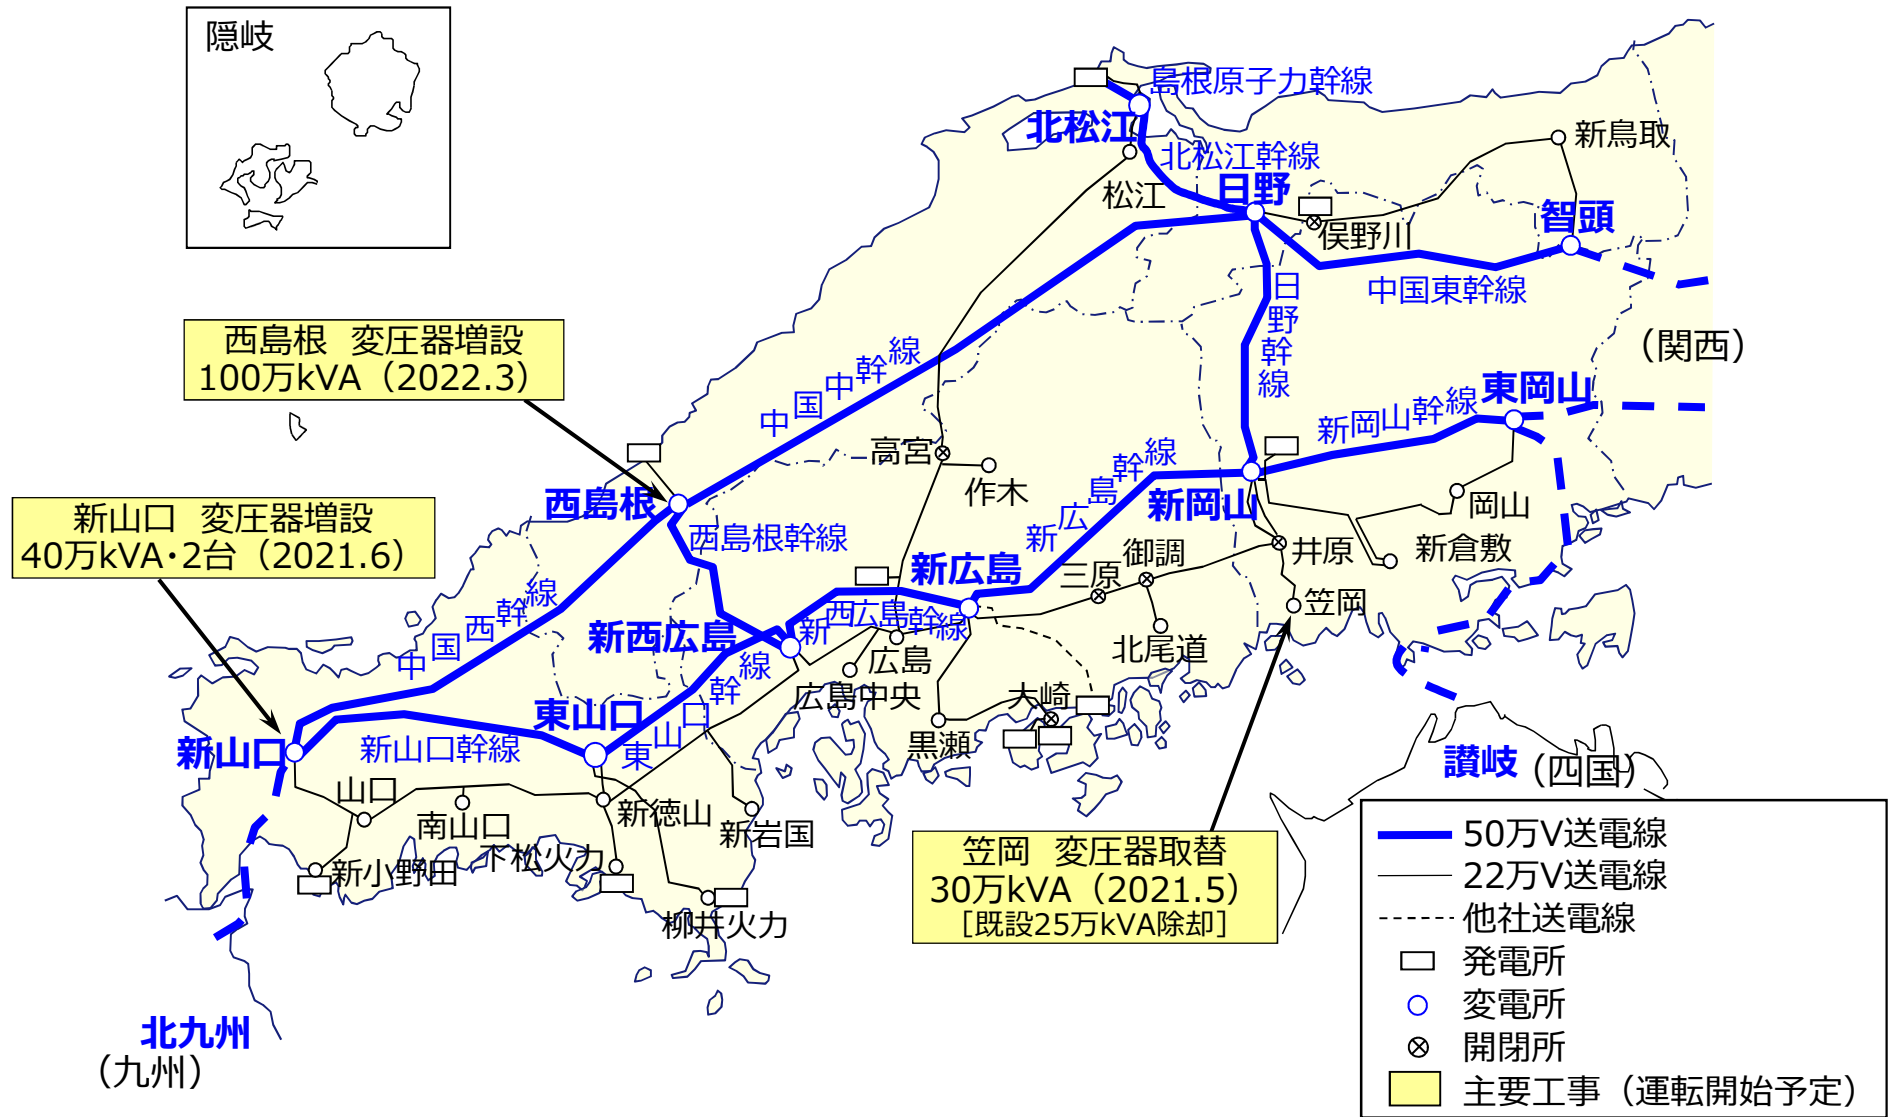 隠岐
島根原子力幹線
北松江
新鳥取
北松江幹線
日野
松江
智頭
俣野川
中国東幹線
日野幹線
(関西)
西島根 変圧器増設
100万kVA（2022.3）
中国中幹線
東岡山
新岡山幹線
高宮
作木
新広島幹線
西島根
新岡山
岡山
新山口 変圧器増設
40万kVA・2台（2021.6）
西島根幹線
御調
井原
新倉敷
新広島
三原
中国西幹線
笠岡
新西広島
新西広島幹線
北尾道
広島
広島中央
大崎
東山口
東山口幹線
黒瀬
新山口
新山口幹線
讃岐
(四国)
山口
南山口
新徳山
新岩国
下松火力
新小野田
柳井火力
笠岡 変圧器取替
30万kVA（2021.5）
［既設25万kVA除却］
北九州
(九州)
50万V送電線
22万V送電線
他社送電線
発電所
変電所
開閉所
主要工事（運転開始予定）